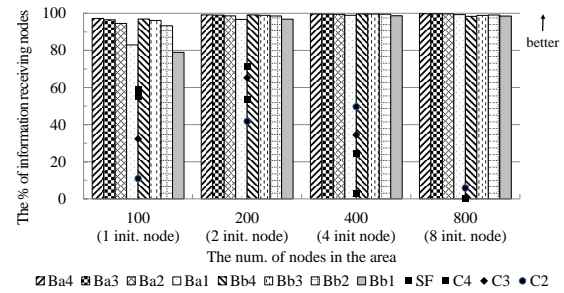 The % of information receiving nodes
100
80
60
40
20
0
better
100 200 400 800
(1 init. node) (2 init. node) (4 init node) (8 init. node)
The num. of nodes in the area
Ba4 Ba3 Ba2 Ba1 Bb4 Bb3 Bb2 Bb1 SF C4 C3 C2